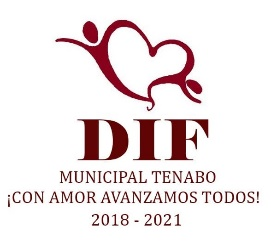 DIF
MUNICIPAL TENABO
¡CON AMOR AVANZAMOS TODOS!
2018 - 2021